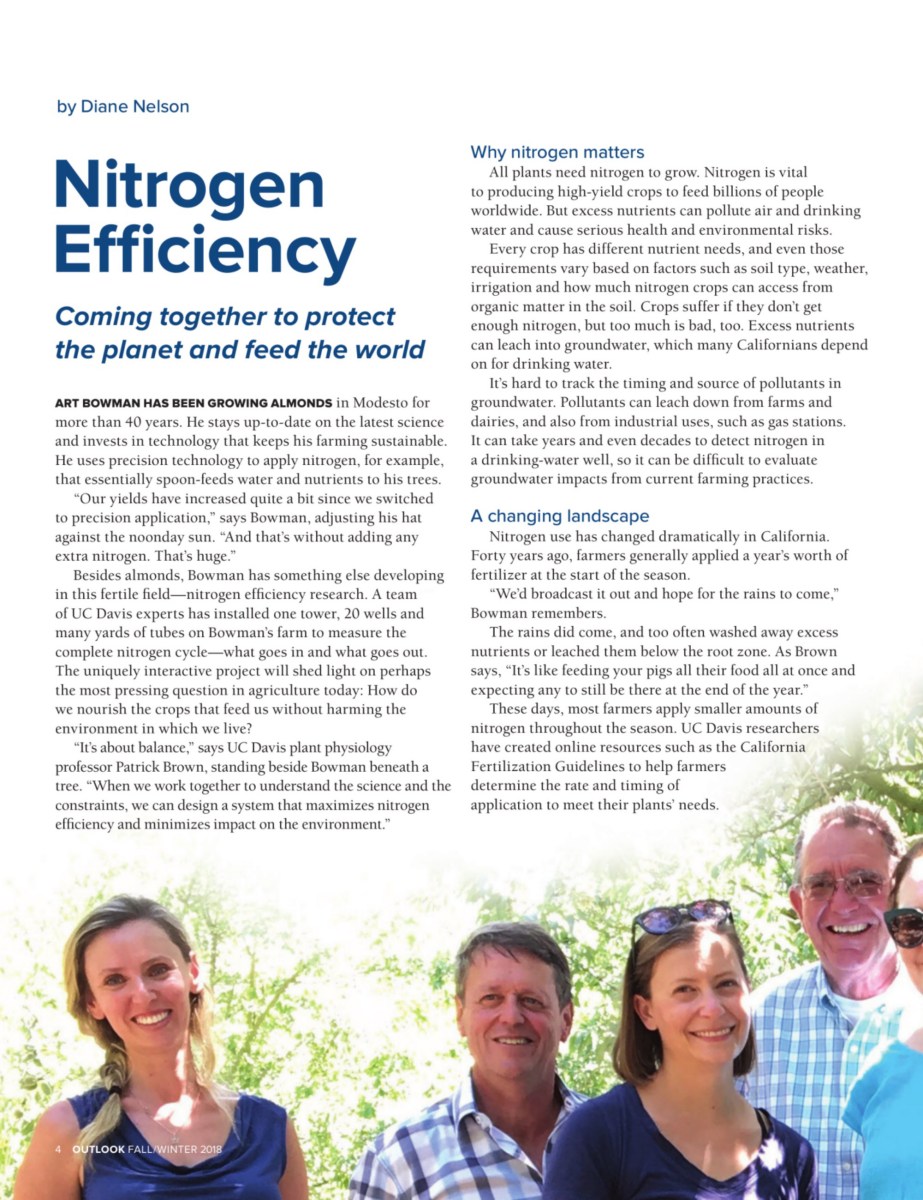 by Diane Nelson
Nitrogen
Efficiency
Coming together to protect
the planet and feed the world
ART BOWMAN HAS BEEN GROWING ALMONDS in Modesto for
more than 40 years. He stays up-to-date on the latest science
and invests in technology that keeps his farming sustainable.
He uses precision technology to apply nitrogen, for example,
that essentially spoon-feeds water and nutrients to his trees.
“Our yields have increased quite a bit since we switched
to precision application,” says Bowman, adjusting his hat
against the noonday sun. “And that’s without adding any
extra nitrogen. That’s huge.”
Besides almonds, Bowman has something else developing
in this fertile field—nitrogen efficiency research. A team
of UC Davis experts has installed one tower, 20 wells and
many yards of tubes on Bowman’s farm to measure the
complete nitrogen cycle—what goes in and what goes out.
The uniquely interactive project will shed light on perhaps
the most pressing question in agriculture today: How do
we nourish the crops that feed us without harming the
environment in which we live?
“It’s about balance,” says UC Davis plant physiology
professor Patrick Brown, standing beside Bowman beneath a
tree. “When we work together to understand the science and the
constraints, we can design a system that maximizes nitrogen
efficiency and minimizes impact on the environment.”
Why nitrogen matters
All plants need nitrogen to grow. Nitrogen is vital
to producing high-yield crops to feed billions of people
worldwide. But excess nutrients can pollute air and drinking
water and cause serious health and environmental risks.
Every crop has different nutrient needs, and even those
requirements vary based on factors such as soil type, weather,
irrigation and how much nitrogen crops can access from
organic matter in the soil. Crops suffer if they don’t get
enough nitrogen, but too much is bad, too. Excess nutrients
can leach into groundwater, which many Californians depend
on for drinking water.
It’s hard to track the timing and source of pollutants in
groundwater. Pollutants can leach down from farms and
dairies, and also from industrial uses, such as gas stations.
It can take years and even decades to detect nitrogen in
a drinking-water well, so it can be difficult to evaluate
groundwater impacts from current farming practices.
A changing landscape
Nitrogen use has changed dramatically in California.
Forty years ago, farmers generally applied a year’s worth of
fertilizer at the start of the season.
“We’d broadcast it out and hope for the rains to come,”
Bowman remembers.
The rains did come, and too often washed away excess
nutrients or leached them below the root zone. As Brown
says, “It’s like feeding your pigs all their food all at once and
expecting any to still be there at the end of the year.”
These days, most farmers apply smaller amounts of
nitrogen throughout the season. UC Davis researchers
have created online resources such as the California
Fertilization Guidelines to help farmers
determine the rate and timing of
application to meet their plants’ needs.
4 OUTLOOK FALL/WINTER 2018